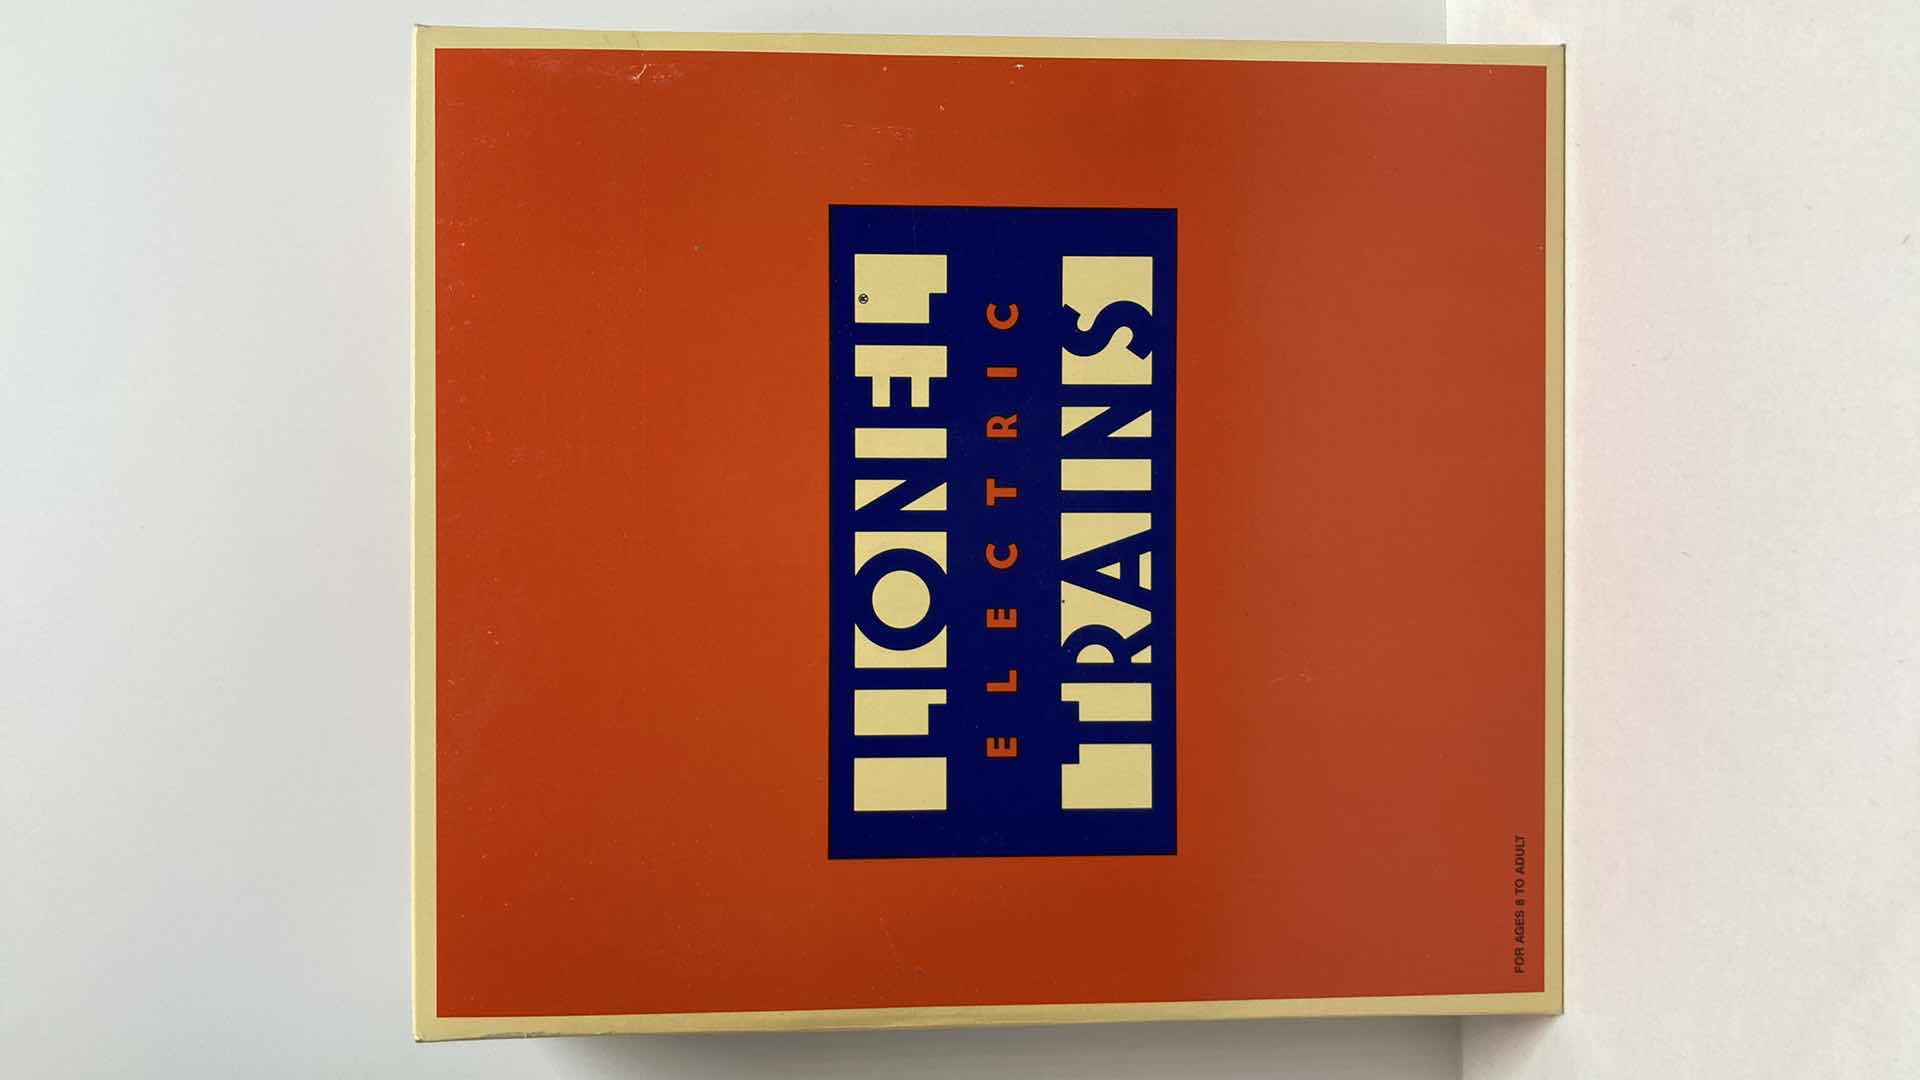 LIONEL®
ELECTRIC
TRAINS
FOR AGES 8 TO ADULT